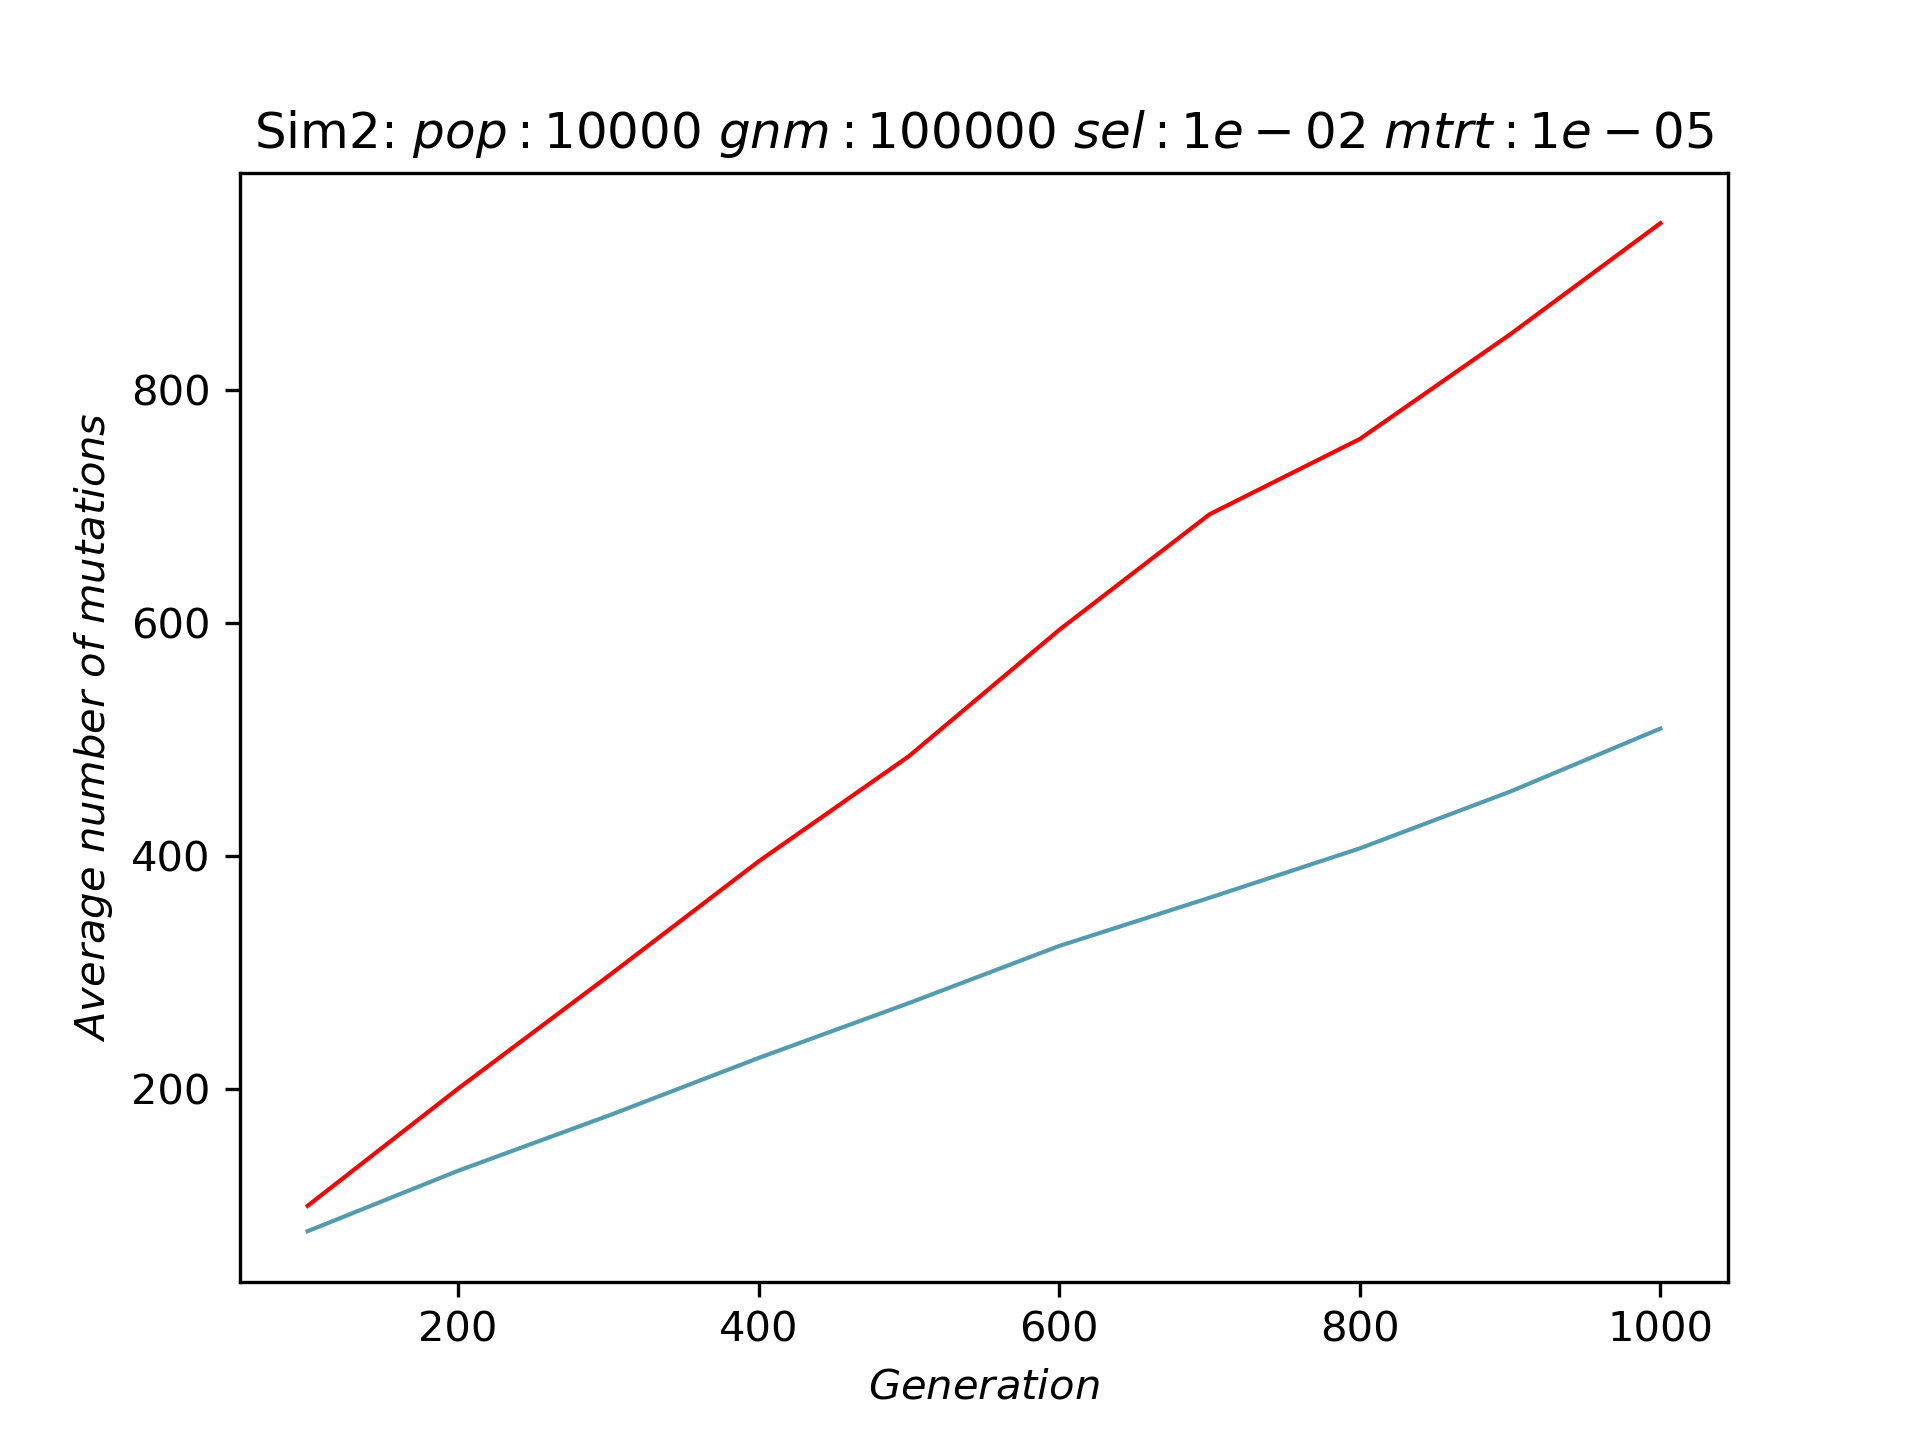 Sim2: pop : 10000 gnm : 100000 sel : 1e − 02 mtrt : 1e − 05
Average number of mutations
800
600
400
200
200 400 600 800 1000
Generation